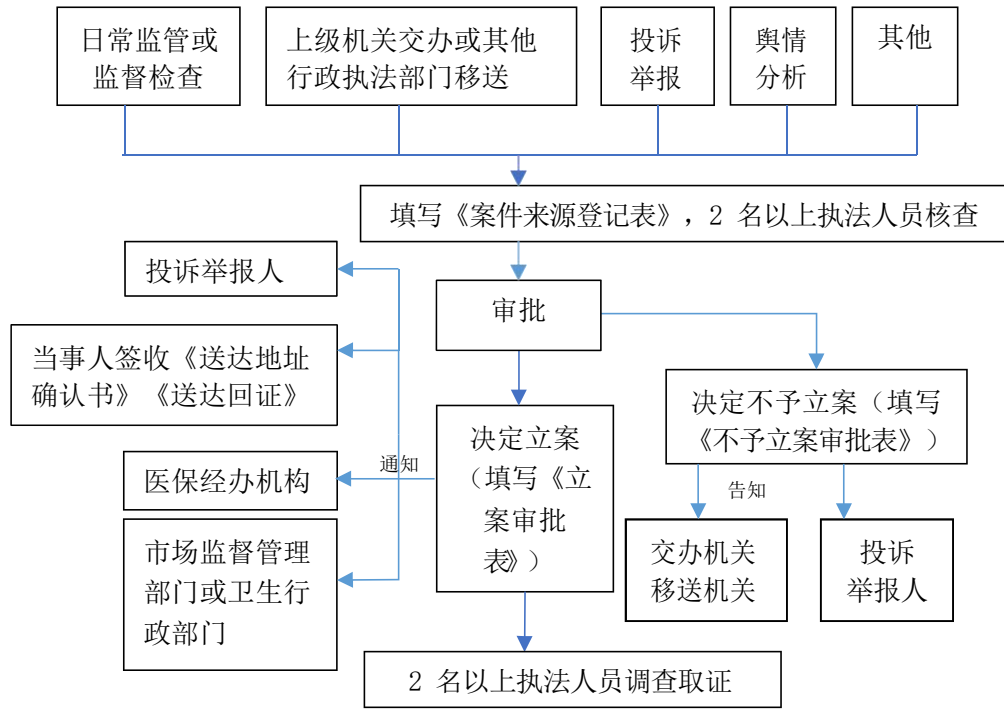 日常监管或
监督检查
上级机关交办或其他
行政执法部门移送
投诉
举报
舆情
分析
其他
填写《案件来源登记表》，2 名以上执法人员核查
投诉举报人
审批
当事人签收《送达地址
确认书》《送达回证》
决定不予立案（填写
《不予立案审批表》）
决定立案
（填写《立
案审批
表》）
通知
医保经办机构
告知
市场监督管理
部门或卫生行
政部门
交办机关
移送机关
投诉
举报人
2 名以上执法人员调查取证